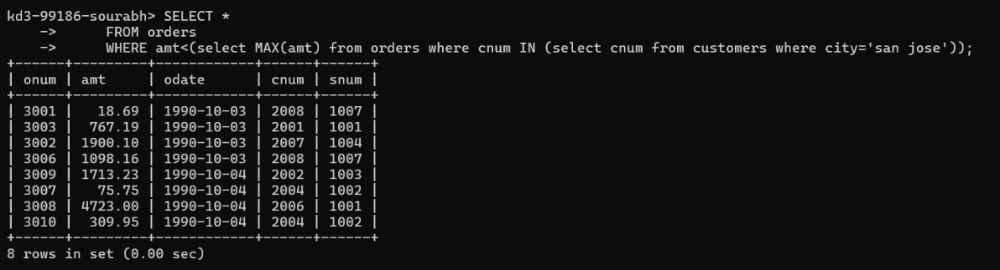 kd3-99186-sourabh> SELECT *
    ->      FROM orders
    ->      WHERE amt<(select MAX(amt) from orders where cnum IN (select cnum from customers where city='san jose'));
+------+---------+------------+------+------+
| onum | amt     | odate      | cnum | snum |
+------+---------+------------+------+------+
| 3001 |   18.69 | 1990-10-03 | 2008 | 1007 |
| 3003 |  767.19 | 1990-10-03 | 2001 | 1001 |
| 3002 | 1900.10 | 1990-10-03 | 2007 | 1004 |
| 3006 | 1098.16 | 1990-10-03 | 2008 | 1007 |
| 3009 | 1713.23 | 1990-10-04 | 2002 | 1003 |
| 3007 |   75.75 | 1990-10-04 | 2004 | 1002 |
| 3008 | 4723.00 | 1990-10-04 | 2006 | 1001 |
| 3010 |  309.95 | 1990-10-04 | 2004 | 1002 |
+------+---------+------------+------+------+
8 rows in set (0.00 sec)